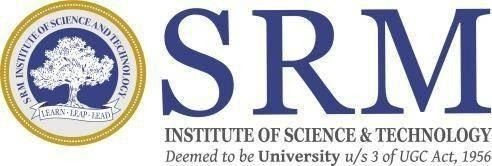 SRM INSTITUTE OF SCIENCE AND TECHNOLOGY
LEARN · LEAP · LEAD
SRM
INSTITUTE OF SCIENCE & TECHNOLOGY
Deemed to be University u/s 3 of UGC Act, 1956